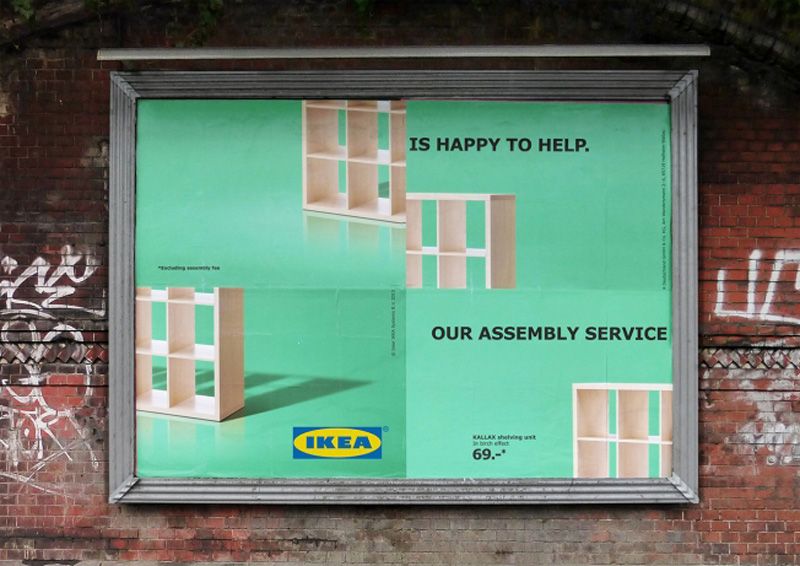 IS HAPPY TO HELP.
*Excluding assembly fee
OUR ASSEMBLY SERVICE
IKEA®
KALLAX shelving unit
In birch effect
69.-*